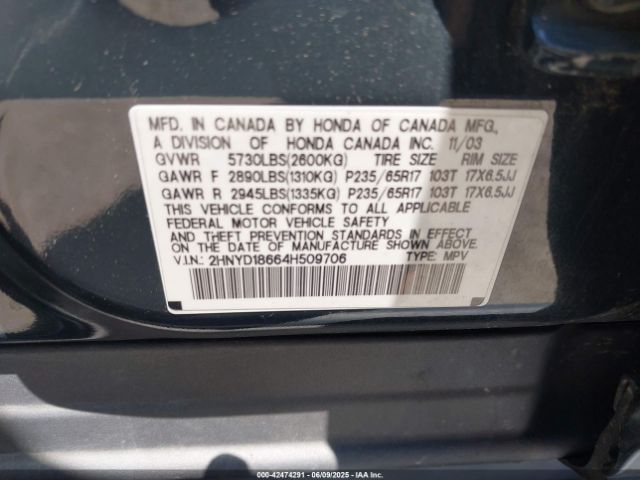 MFD. IN CANADA BY HONDA OF CANADA MFG.,
A DIVISION OF HONDA CANADA INC. 11/03
GVWR 5730LBS(2600KG) TIRE SIZE RIM SIZE
GAWR F 2890LBS(1310KG) P235/65R17 103T 17X6.5JJ
GAWR R 2945LBS(1335KG) P235/65R17 103T 17X6.5JJ
THIS VEHICLE CONFORMS TO ALL APPLICABLE
FEDERAL MOTOR VEHICLE SAFETY
AND THEFT PREVENTION STANDARDS IN EFFECT
ON THE DATE OF MANUFACTURE SHOWN ABOVE.
V.I.N.: 2HNYD18664H509706 TYPE: MPV
000-42474291 - 06/09/2025 - IAAI.COM